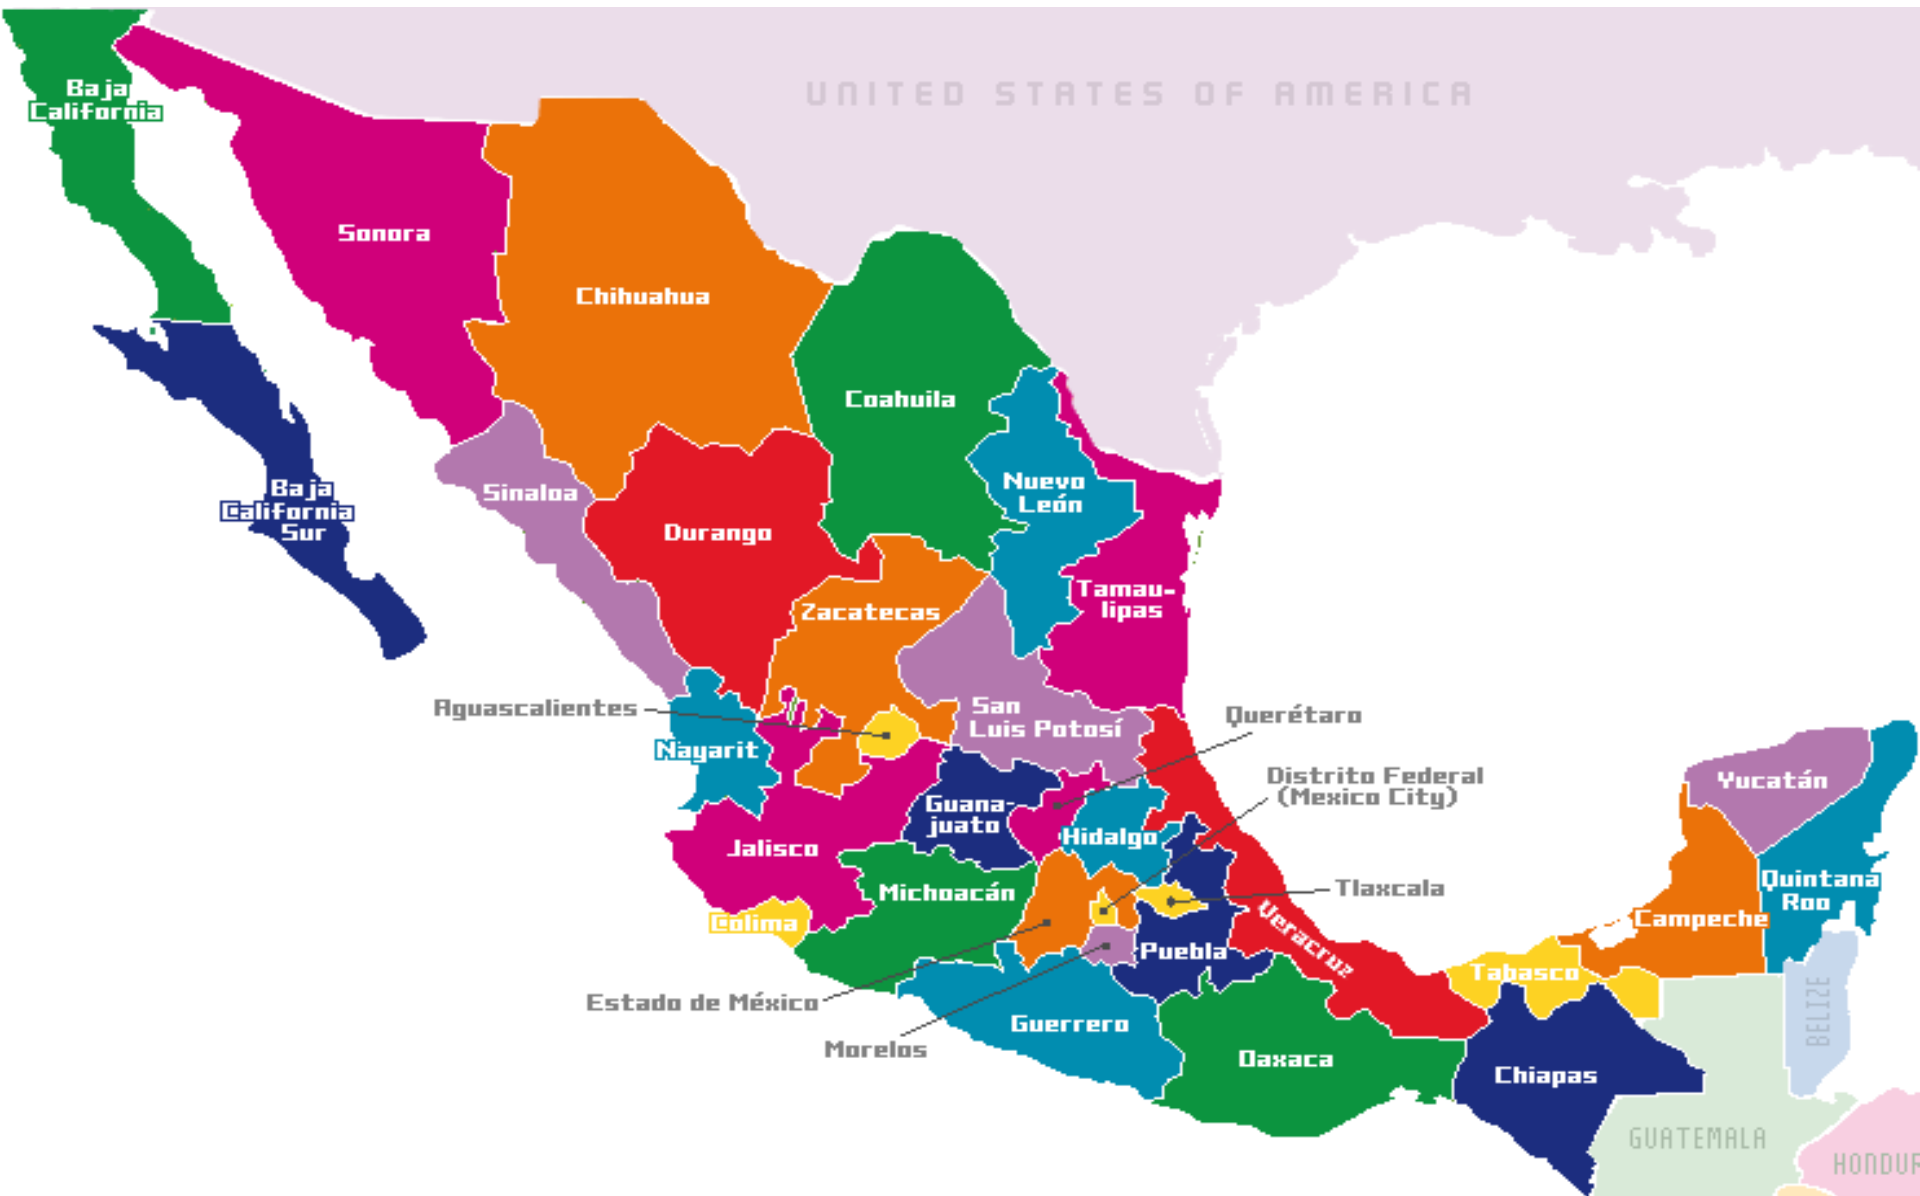 UNITED STATES OF AMERICA
Baja
California
Sonora
Chihuahua
Coahuila
Baja
California
Sur
Sinaloa
Nuevo
León
Durango
Tamau-
lipas
Zacatecas
Aguascalientes
San
Luis Potosí
Querétaro
Nayarit
Distrito Federal
(Mexico City)
Yucatán
Guana-
juato
Hidalgo
Jalisco
Michoacán
Tlaxcala
Quintana
Roo
Colima
Campeche
Veracruz
Puebla
Tabasco
Estado de México
Guerrero
Morelos
Oaxaca
Chiapas
BELIZE
GUATEMALA
HONDUR